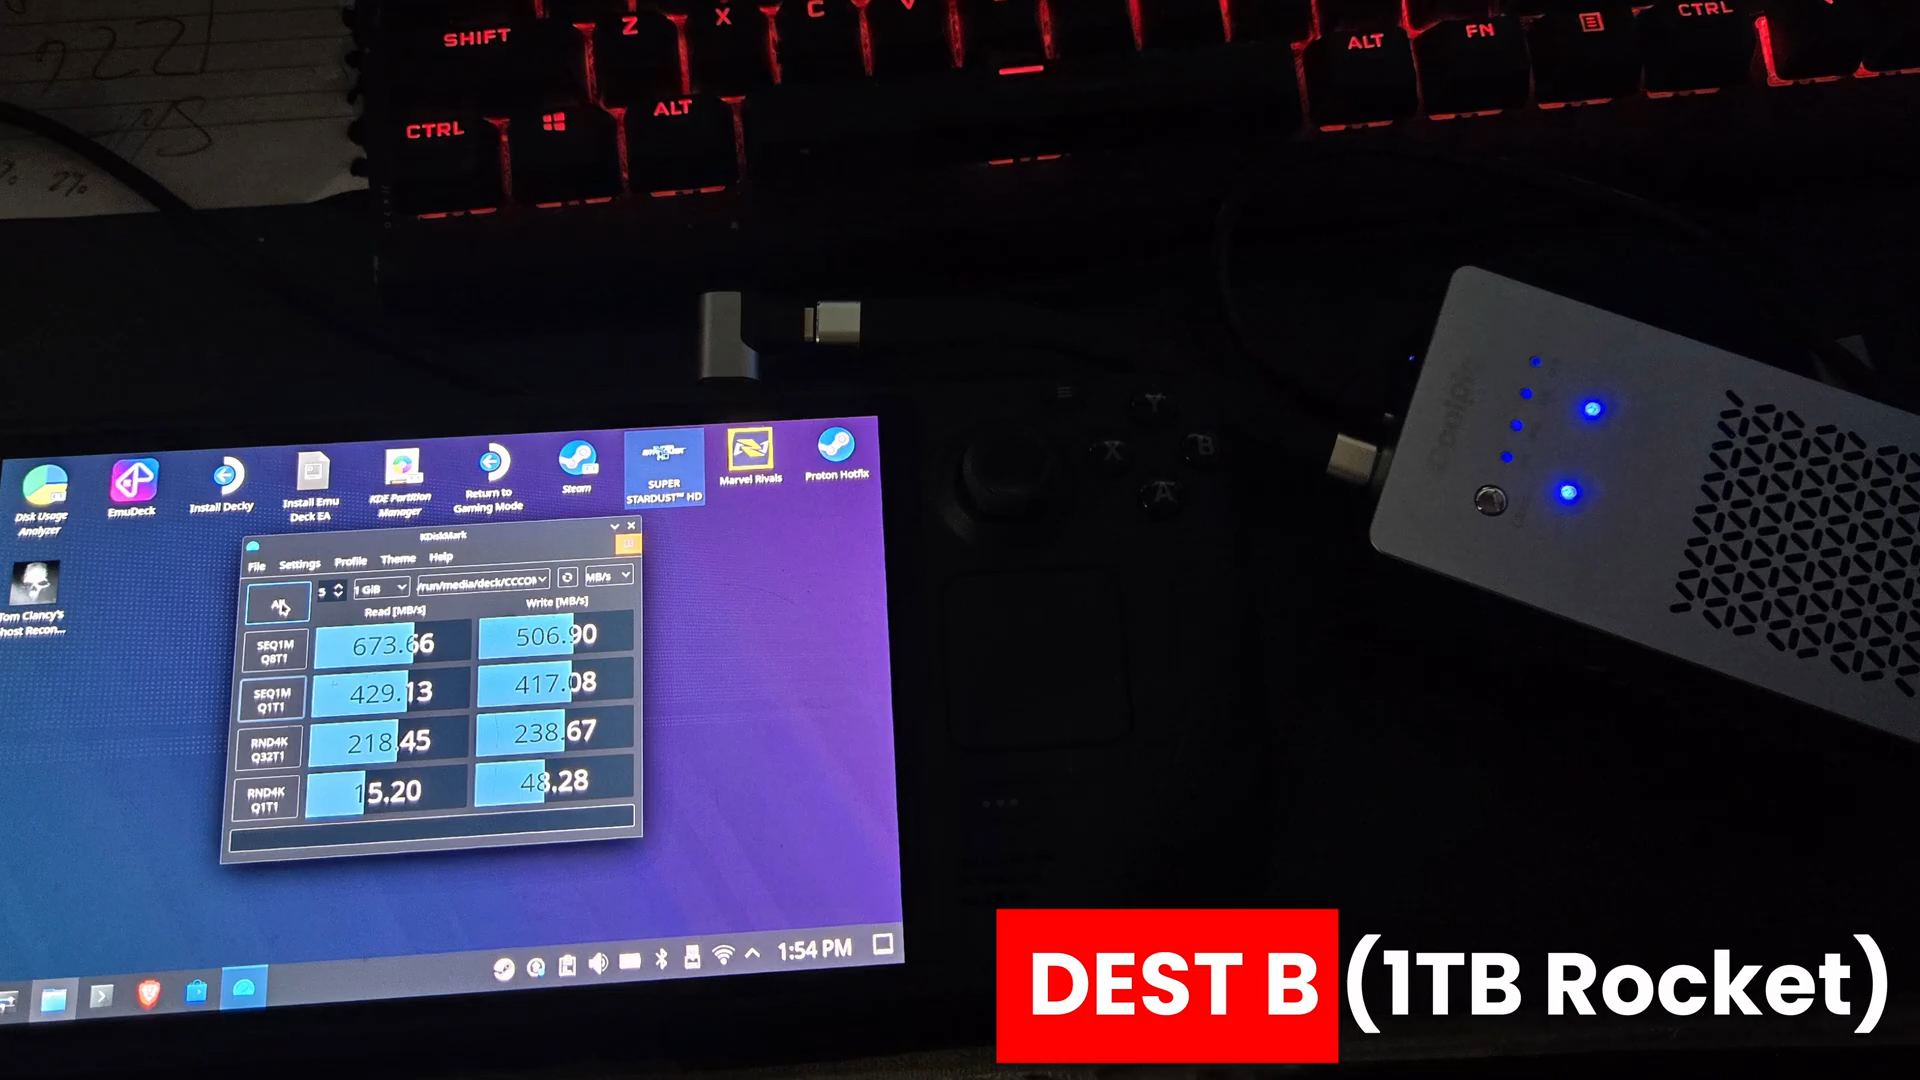 SHIFT
Z
X
C
V
ALT
FN
CTRL
CTRL
ALT
Y
X
B
A
Disk Usage
Analyzer
EmuDeck
Install Decky
Install Emu
Deck EA
KDE Partition
Manager
Return to
Gaming Mode
Steam
SUPER
STARDUST™ HD
Marvel Rivals
Proton Hotfix
Tom Clancy's
Ghost Recon...
KDiskMark
File Settings Profile Theme Help
All 5 1 GiB /run/media/deck/CCCOM MB/s
Read [MB/s] Write [MB/s]
SEQ1M
Q8T1
673.66 506.90
SEQ1M
Q1T1
429.13 417.08
RND4K
Q32T1
218.45 238.67
RND4K
Q1T1
15.20 48.28
1:54 PM
DEST B (1TB Rocket)